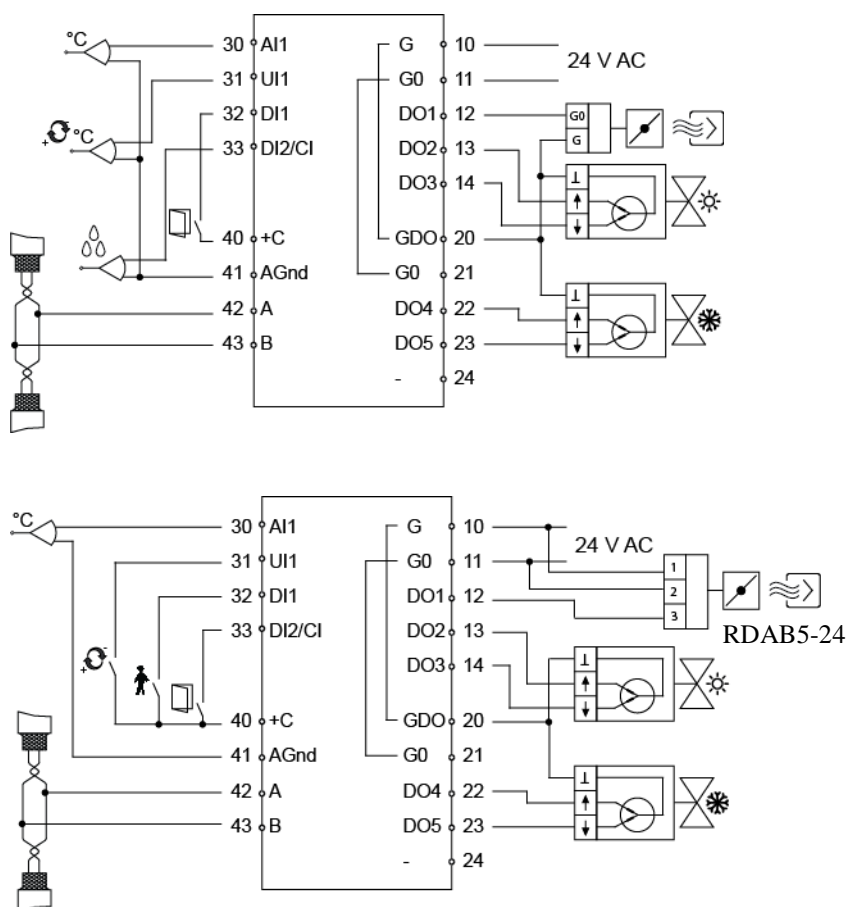 °C 30 AI1 G 10
24 V AC
31 UI1 G0 11
32 DI1 DO1 12 G0
+ - °C
33 DI2/CI DO2 13 G
DO3 14 ⊥
↑
↓
40 +C GDO 20
41 AGnd G0 21
⊥
42 A DO4 22 ↑
43 B DO5 23 ↓
- 24
°C
30 AI1 G 10
24 V AC
31 UI1 G0 11 1
32 DI1 DO1 12 2
33 DI2/CI DO2 13 3
RDAB5-24
+ -
DO3 14 ⊥
↑
↓
40 +C GDO 20
41 AGnd G0 21
⊥
42 A DO4 22 ↑
43 B DO5 23 ↓
- 24